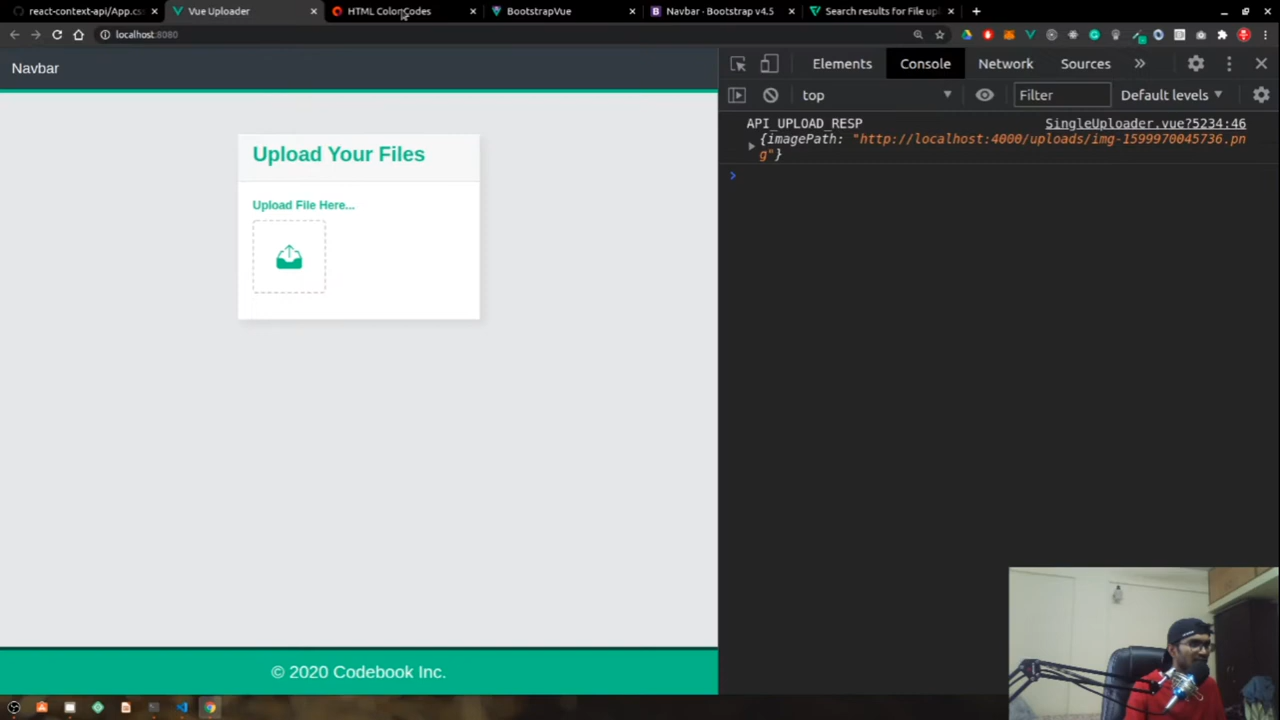 react-context-api/App.cs
Vue Uploader
HTML Color Codes
BootstrapVue
Navbar · Bootstrap v4.5
Search results for File up
localhost:8080
Navbar
Elements
Console
Network
Sources
top
Filter
Default levels
API_UPLOAD_RESP
SingleUploader.vue?5234:46
{imagePath: "http://localhost:4000/uploads/img-1599970045736.pn
g"}
Upload Your Files
Upload File Here...
© 2020 Codebook Inc.